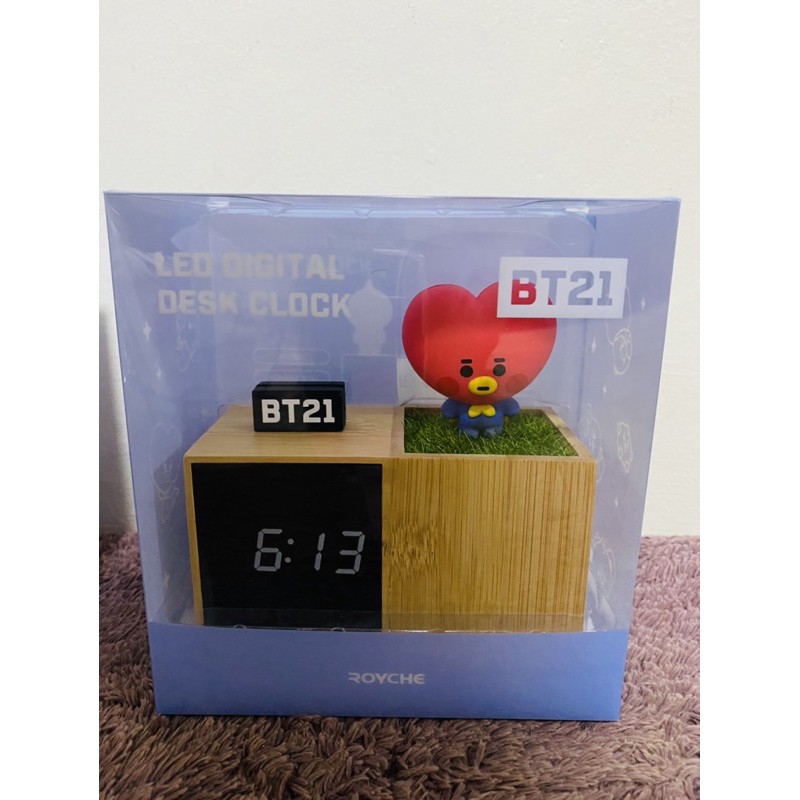 LED DIGITAL
DESK CLOCK
BT21
BT21
6:13
ROYCHE